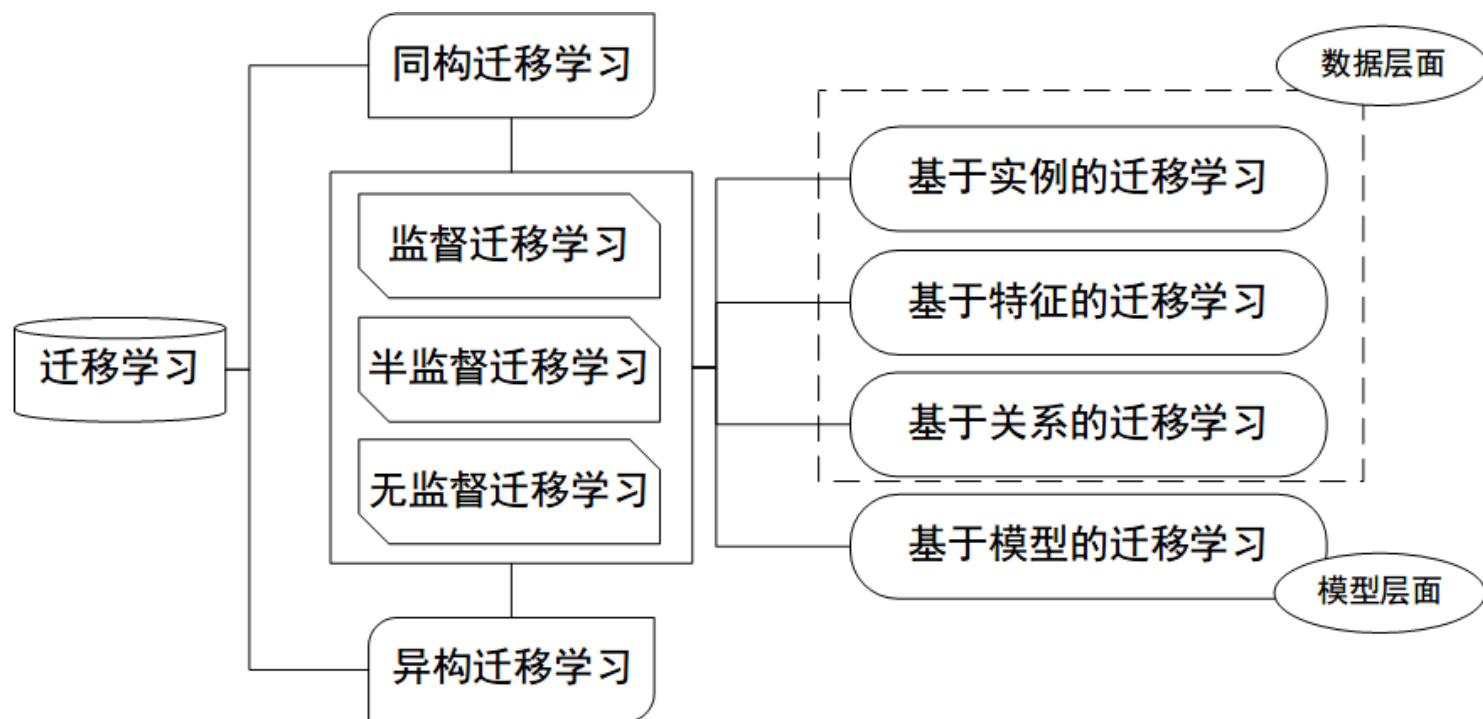 迁移学习
同构迁移学习
监督迁移学习
半监督迁移学习
无监督迁移学习
异构迁移学习
数据层面
基于实例的迁移学习
基于特征的迁移学习
基于关系的迁移学习
基于模型的迁移学习
模型层面